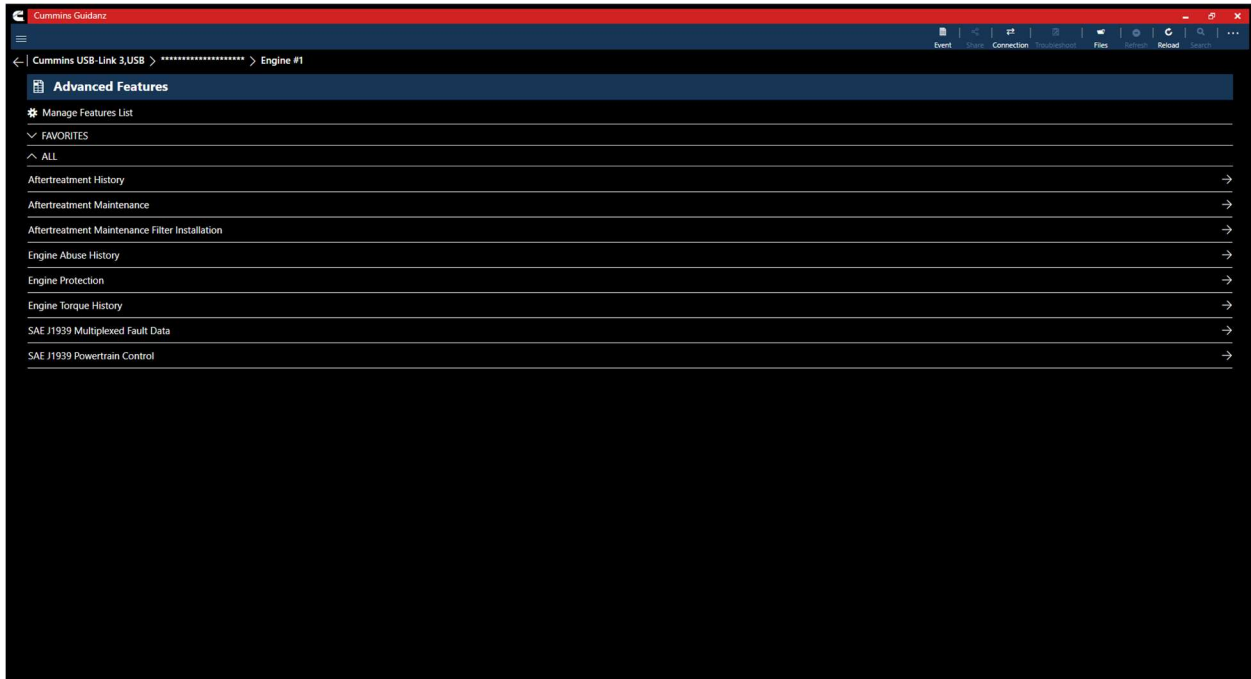 Cummins Guidanz
Event Share Connection Troubleshoot Files Refresh Reload Search
Cummins USB-Link 3,USB > ******************** > Engine #1
Advanced Features
Manage Features List
FAVORITES
ALL
Aftertreatment History
Aftertreatment Maintenance
Aftertreatment Maintenance Filter Installation
Engine Abuse History
Engine Protection
Engine Torque History
SAE J1939 Multiplexed Fault Data
SAE J1939 Powertrain Control